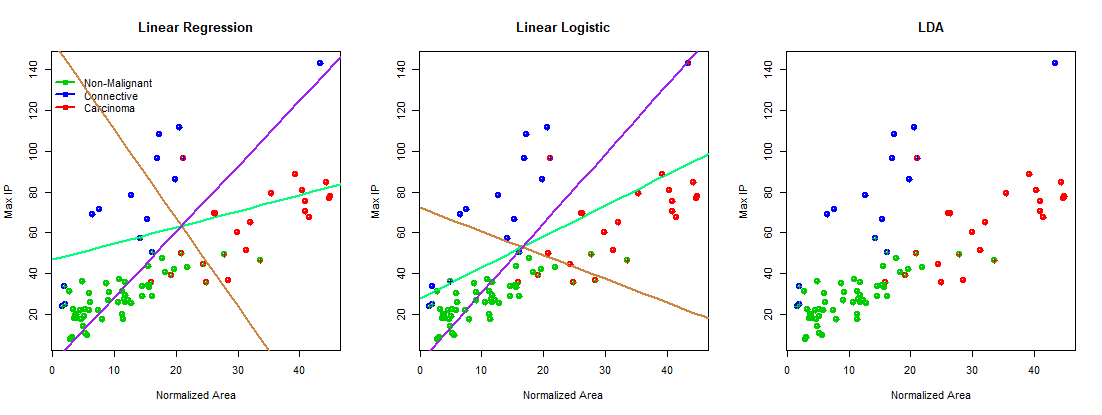 Linear Regression
Max IP
140
120
100
80
60
40
20
Non-Malignant
Connective
Carcinoma
0 10 20 30 40
Normalized Area
Linear Logistic
Max IP
140
120
100
80
60
40
20
0 10 20 30 40
Normalized Area
LDA
Max IP
140
120
100
80
60
40
20
0 10 20 30 40
Normalized Area